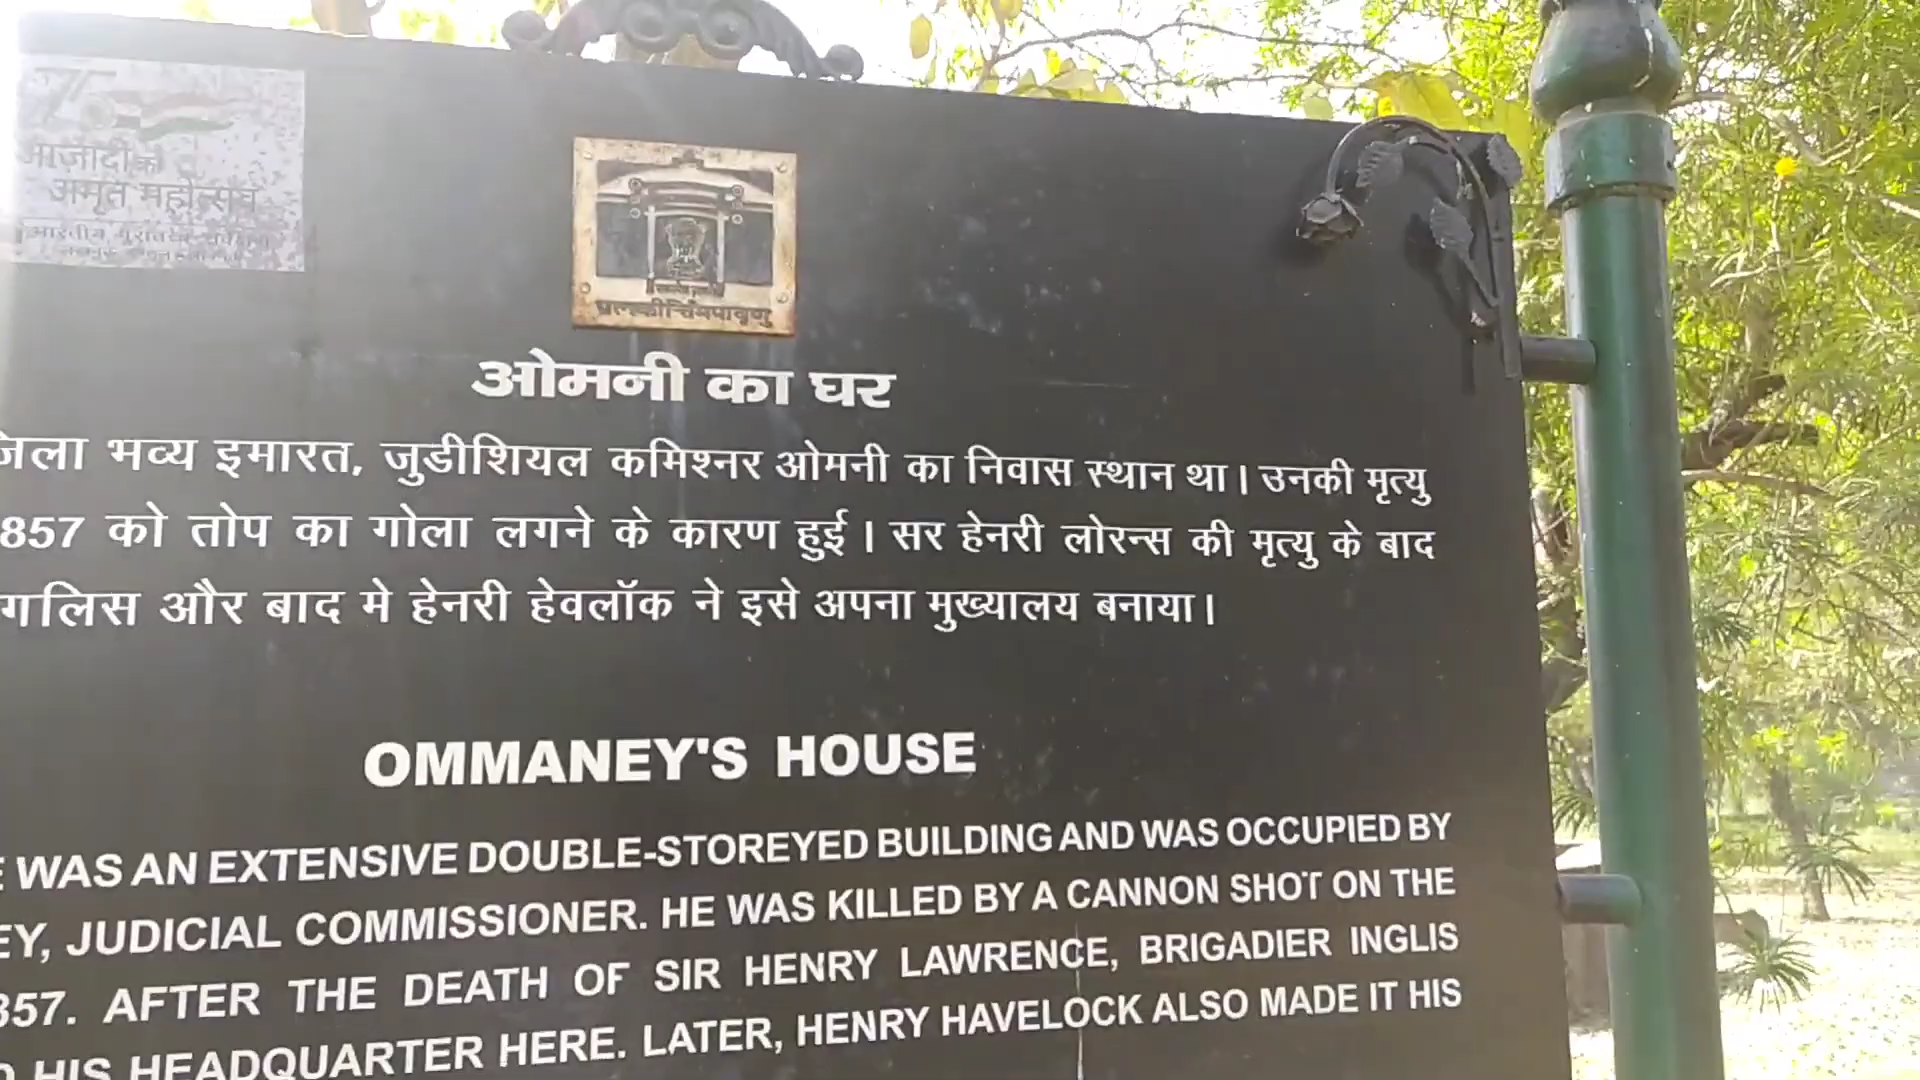 आज़ादी का
अमृत महोत्सव
प्रत्नकीर्त्तिमपावृणु
ओमनी का घर
भव्य इमारत, जुडीशियल कमिश्नर ओमनी का निवास स्थान था। उनकी मृत्यु
857 को तोप का गोला लगने के कारण हुई। सर हेनरी लोरन्स की मृत्यु के बाद
गलिस और बाद मे हेनरी हेवलॉक ने इसे अपना मुख्यालय बनाया।
OMMANEY'S HOUSE
E WAS AN EXTENSIVE DOUBLE-STOREYED BUILDING AND WAS OCCUPIED BY
EY, JUDICIAL COMMISSIONER. HE WAS KILLED BY A CANNON SHOT ON THE
857. AFTER THE DEATH OF SIR HENRY LAWRENCE, BRIGADIER INGLIS
HIS HEADQUARTER HERE. LATER, HENRY HAVELOCK ALSO MADE IT HIS